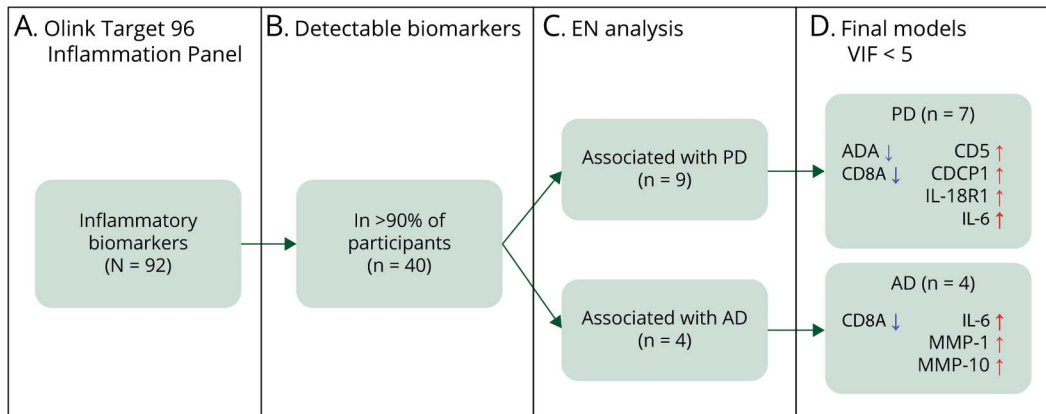 A. Olink Target 96
Inflammation Panel
B. Detectable biomarkers
C. EN analysis
D. Final models
VIF < 5
Inflammatory
biomarkers
(N = 92)
In >90% of
participants
(n = 40)
Associated with PD
(n = 9)
Associated with AD
(n = 4)
PD (n = 7)
ADA ↓ CD5 ↑
CD8A ↓ CDCP1 ↑
IL-18R1 ↑
IL-6 ↑
AD (n = 4)
CD8A ↓ IL-6 ↑
MMP-1 ↑
MMP-10 ↑